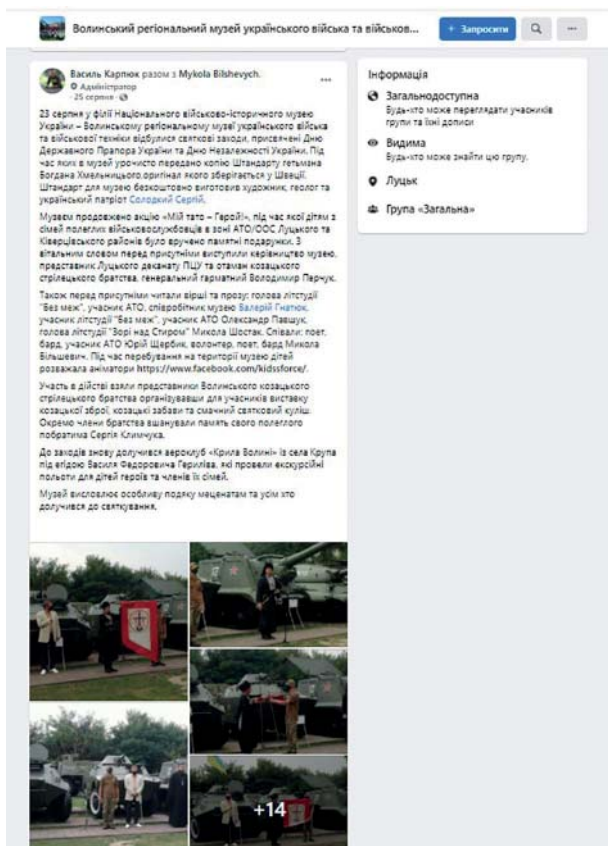 Волинський регіональний музей українського війська та військов...
+ Запросити
Василь Карпюк разом з Mykola Bilshevych.
Адміністратор
· 25 серпня ·
23 серпня у філії Національного військово-історичного музею
України – Волинському регіональному музеї українського війська
та військової техніки відбулися святкові заходи, присвячені Дню
Державного Прапора України та Дню Незалежності України. Під
час яких в музей урочисто передано копію Штандарту гетьмана
Богдана Хмельницького,оригінал якого зберігається у Швеції.
Штандарт для музею безкоштовно виготовив художник, геолог та
український патріот Солодкий Сергій.
Музеєм продовжено акцію «Мій тато – Герой!», під час якої дітям з
сімей полеглих військовослужбовців в зоні АТО/ООС Луцького та
Ківерцівського районів було вручено памятні подарунки. З
вітальним словом перед присутніми виступили керівництво музею,
представник Луцького деканату ПЦУ та отаман козацького
стрілецького братства, генеральний гарматний Володимир Перчук.
Також перед присутніми читали вірші та прозу: голова літстудії
"Без меж", учасник АТО, співробітник музею Валерій Гнатюк,
учасник літстудії "Без меж", учасник АТО Олександр Павщук,
голова літстудії "Зорі над Стиром" Микола Шостак. Співали: поет,
бард, учасник АТО Юрій Щербик, волонтер, поет, бард Микола
Більшевич. Під час перебування на території музею дітей
розважала аніматори https://www.facebook.com/kidssforce/.
Участь в дійстві взяли представники Волинського козацького
стрілецького братства організувавши для учасників виставку
козацької зброї, козацькі забави та смачний святковий куліш.
Окремо члени братства вшанували память свого полеглого
побратима Сергія Климчука.
До заходів знову долучився аероклуб «Крила Волині» із села Крупа
під егідою Василя Федоровича Гериліва, які провели екскурсійні
польоти для дітей героїв та членів їх сімей.
Музей висловлює особливу подяку меценатам та усім хто
долучився до святкування.
+14
Інформація
Загальнодоступна
Будь-хто може переглядати учасників
групи та їхні дописи
Видима
Будь-хто може знайти цю групу.
Луцьк
Група «Загальна»